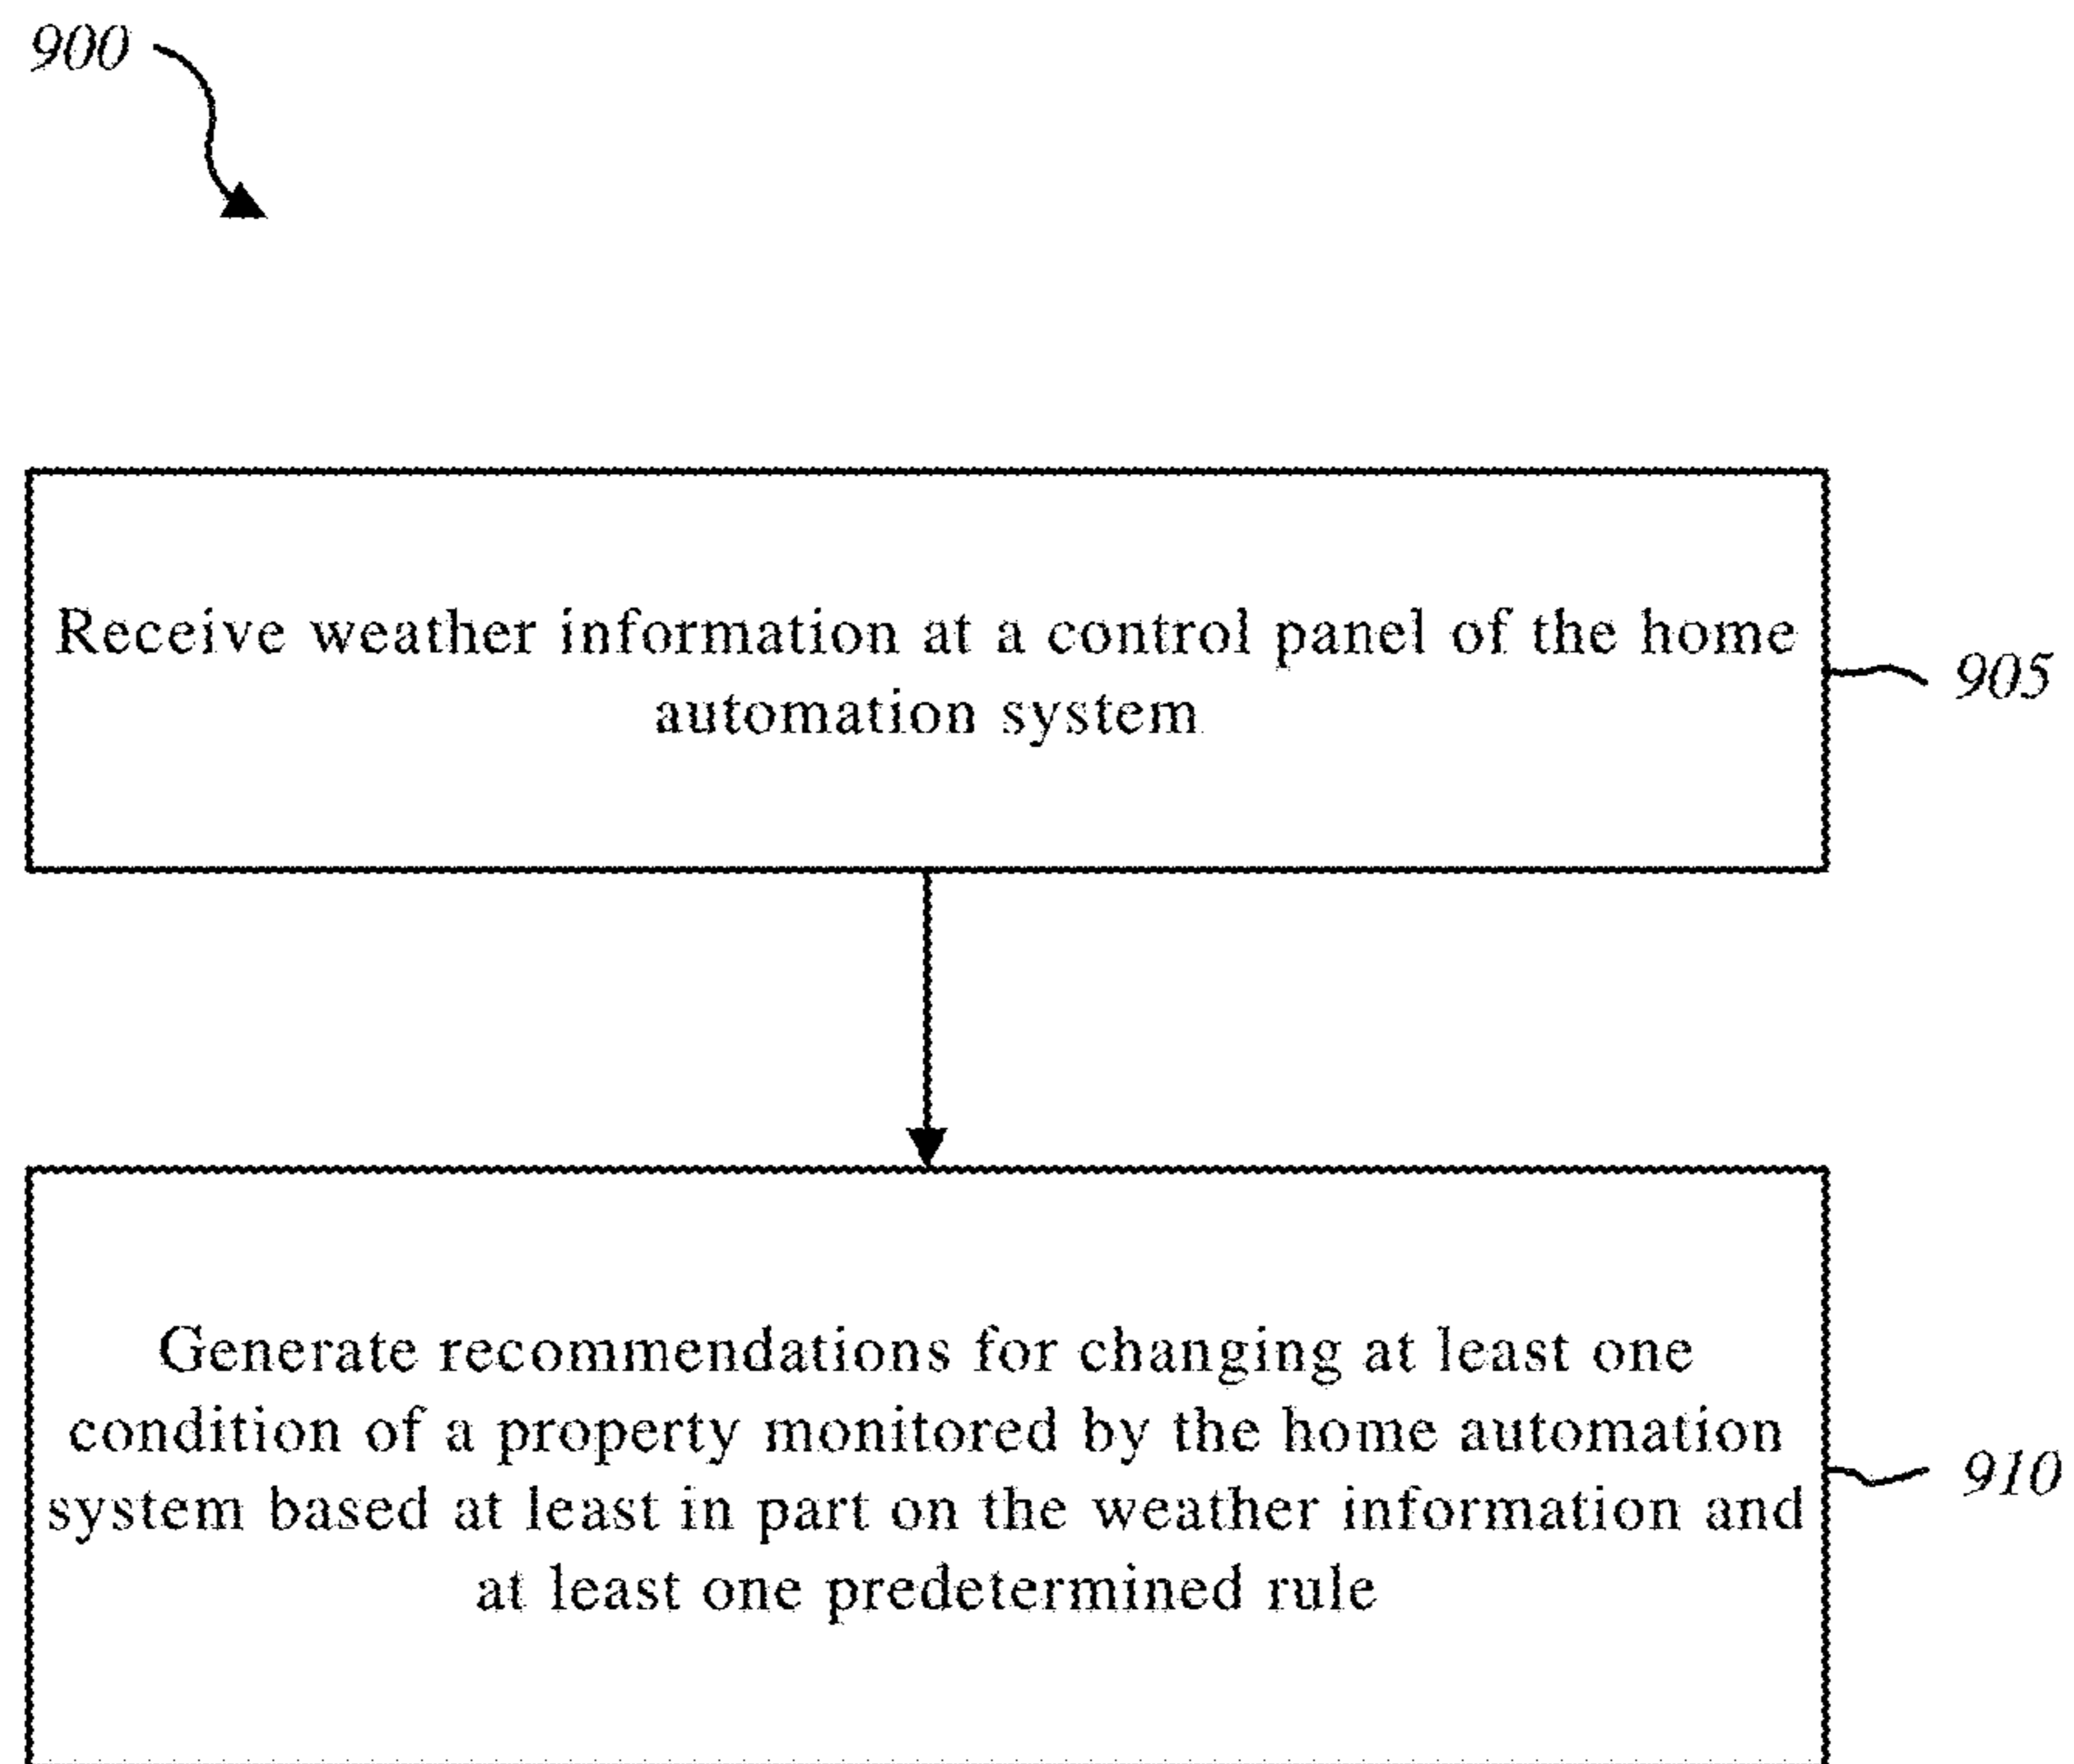 900
Receive weather information at a control panel of the home
automation system
905
Generate recommendations for changing at least one
condition of a property monitored by the home automation
system based at least in part on the weather information and
at least one predetermined rule
910